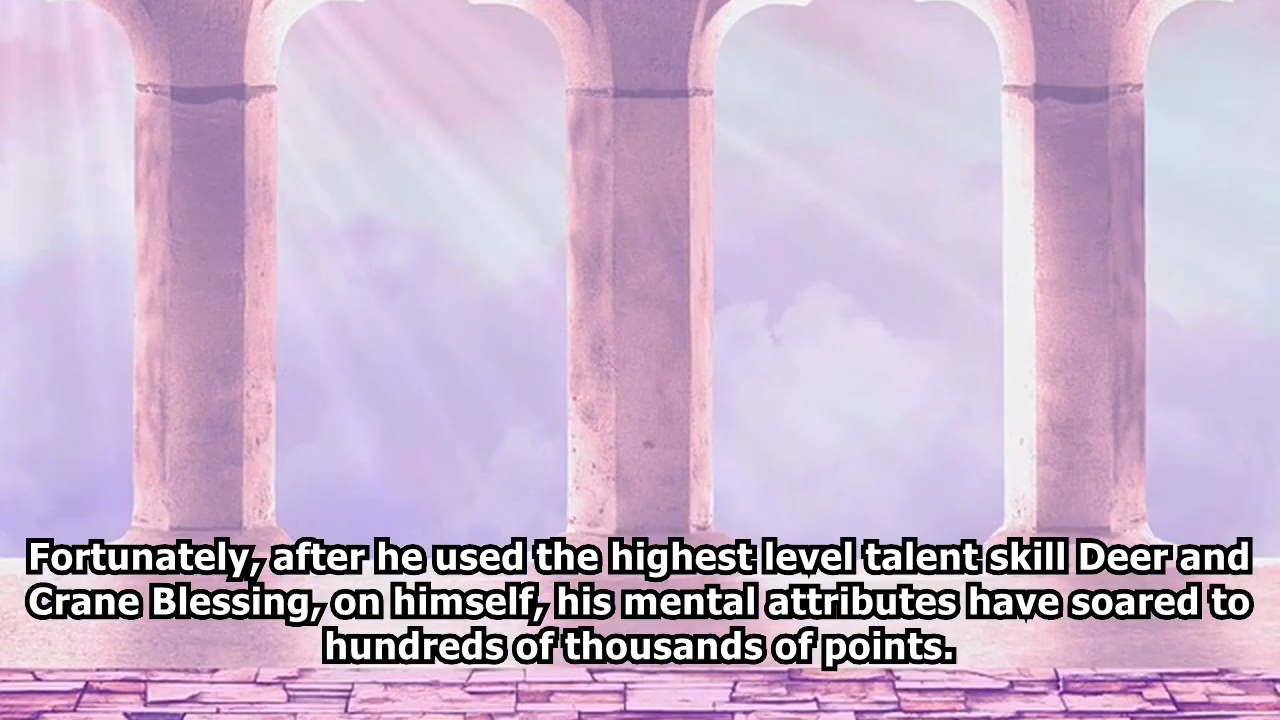 Fortunately, after he used the highest level talent skill Deer and
Crane Blessing, on himself, his mental attributes have soared to
hundreds of thousands of points.